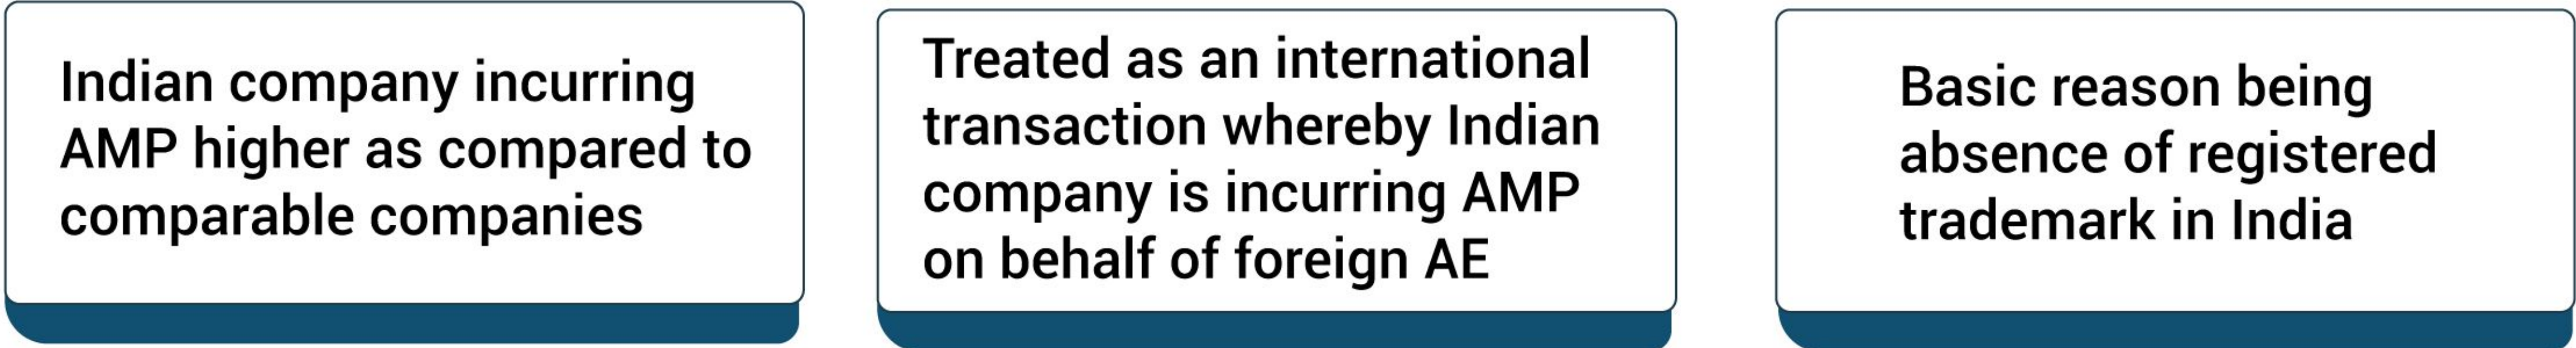 Indian company incurring
AMP higher as compared to
comparable companies
Treated as an international
transaction whereby Indian
company is incurring AMP
on behalf of foreign AE
Basic reason being
absence of registered
trademark in India